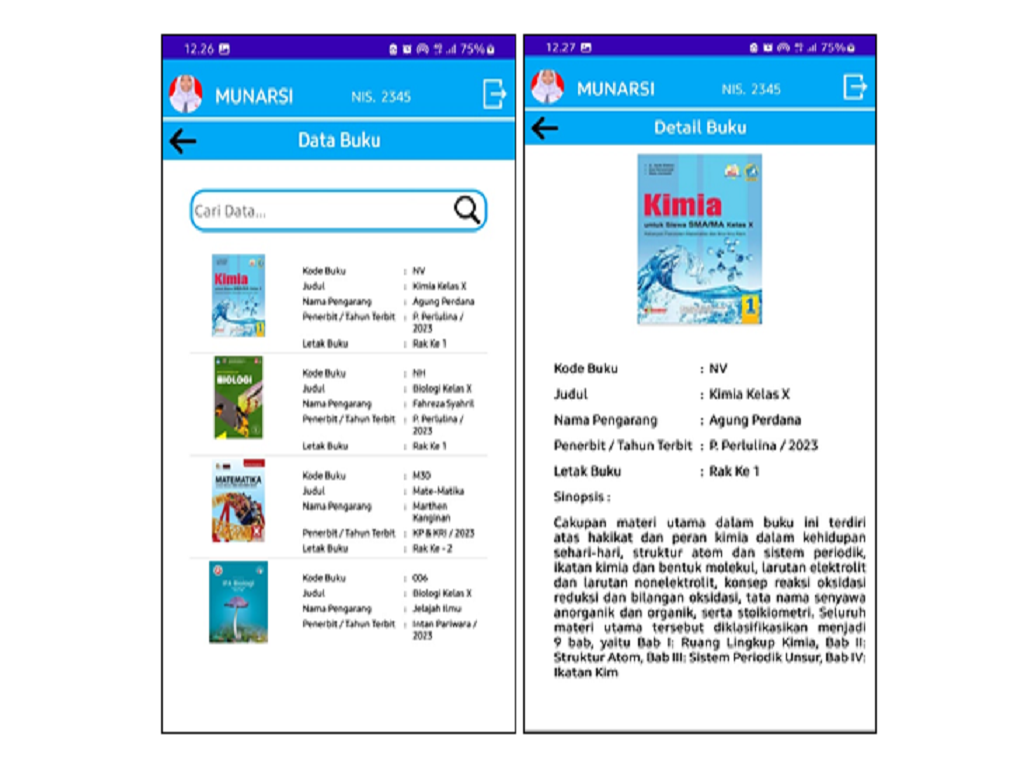 12.26
75%
MUNARSI NIS. 2345
Data Buku
Cari Data...
Kimia
Kode Buku : NV
Judul : Kimia Kelas X
Nama Pengarang : Agung Perdana
Penerbit / Tahun Terbit : P. Perlulina /
2023
Letak Buku : Rak Ke 1
BIOLOGI
Kode Buku : NH
Judul : Biologi Kelas X
Nama Pengarang : Fahreza Syahril
Penerbit / Tahun Terbit : P. Perlulina /
2023
Letak Buku : Rak Ke 1
MATEMATIKA
Kode Buku : M30
Judul : Mate-Matika
Nama Pengarang : Marthen
Kanginan
Penerbit / Tahun Terbit : KP & KRI / 2023
Letak Buku : Rak Ke - 2
IPA Biologi
Kode Buku : 006
Judul : Biologi Kelas X
Nama Pengarang : Jelajah Ilmu
Penerbit / Tahun Terbit : Intan Pariwara /
2023
12.27
75%
MUNARSI NIS. 2345
Detail Buku
Kimia
untuk Siswa SMA/MA Kelas X
1
Kode Buku : NV
Judul : Kimia Kelas X
Nama Pengarang : Agung Perdana
Penerbit / Tahun Terbit : P. Perlulina / 2023
Letak Buku : Rak Ke 1
Sinopsis :
Cakupan materi utama dalam buku ini terdiri
atas hakikat dan peran kimia dalam kehidupan
sehari-hari, struktur atom dan sistem periodik,
ikatan kimia dan bentuk molekul, larutan elektrolit
dan larutan nonelektrolit, konsep reaksi oksidasi
reduksi dan bilangan oksidasi, tata nama senyawa
anorganik dan organik, serta stoikiometri. Seluruh
materi utama tersebut diklasifikasikan menjadi
9 bab, yaitu Bab I: Ruang Lingkup Kimia, Bab II:
Struktur Atom, Bab III: Sistem Periodik Unsur, Bab IV:
Ikatan Kim